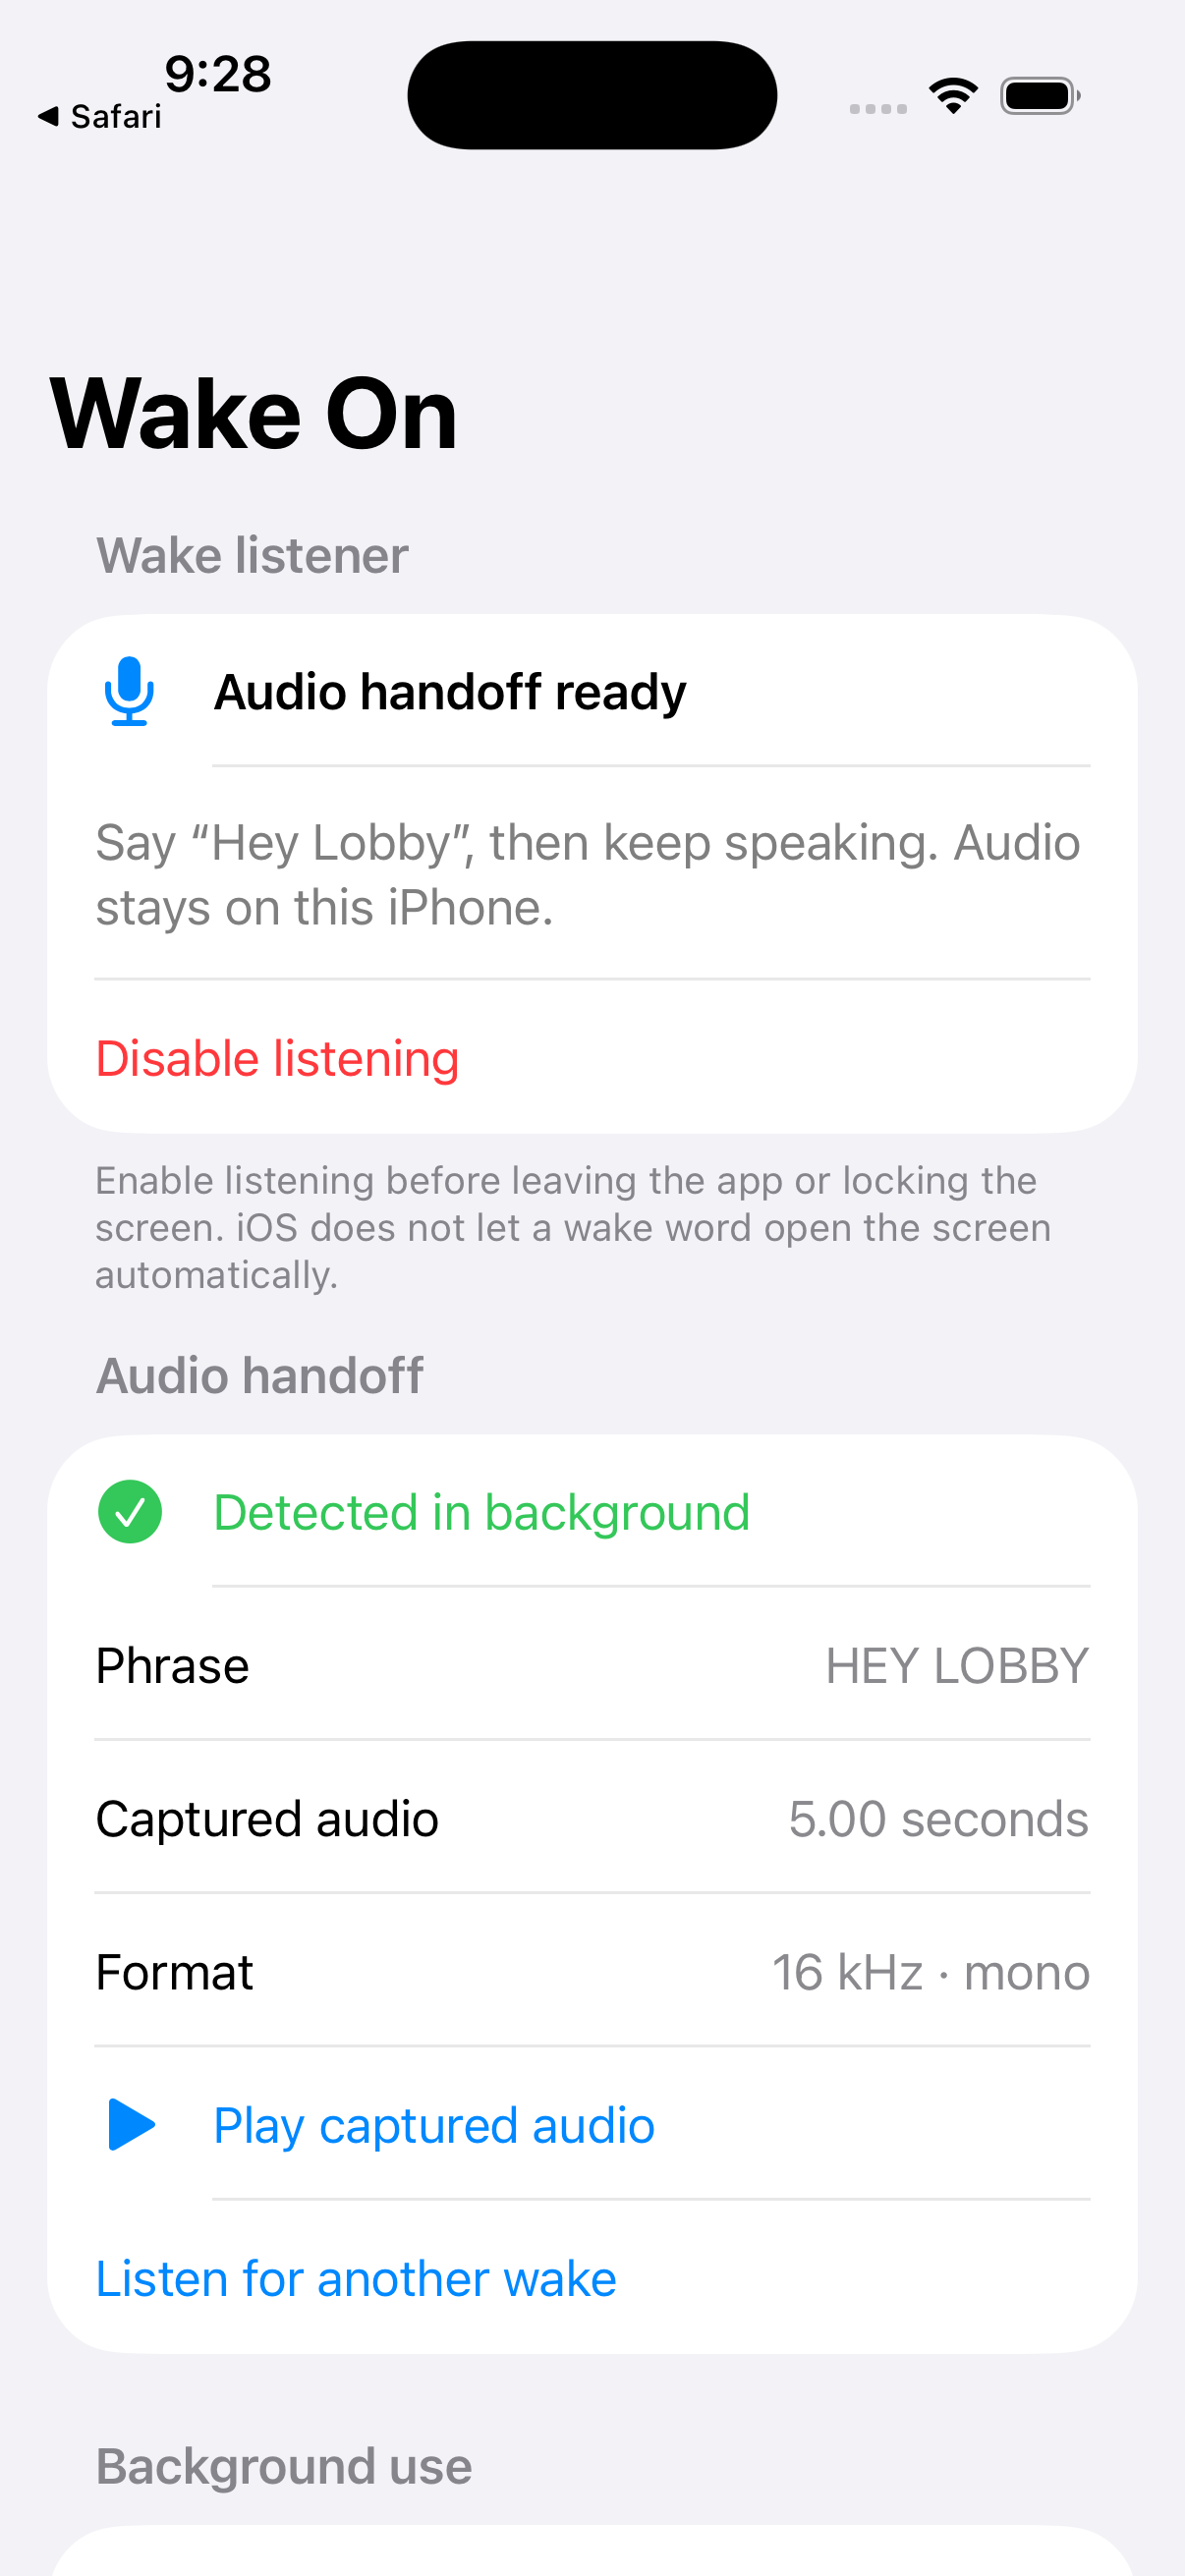 9:28
◀ Safari
Wake On
Wake listener
Audio handoff ready
Say “Hey Lobby”, then keep speaking. Audio
stays on this iPhone.
Disable listening
Enable listening before leaving the app or locking the
screen. iOS does not let a wake word open the screen
automatically.
Audio handoff
Detected in background
Phrase HEY LOBBY
Captured audio 5.00 seconds
Format 16 kHz · mono
Play captured audio
Listen for another wake
Background use